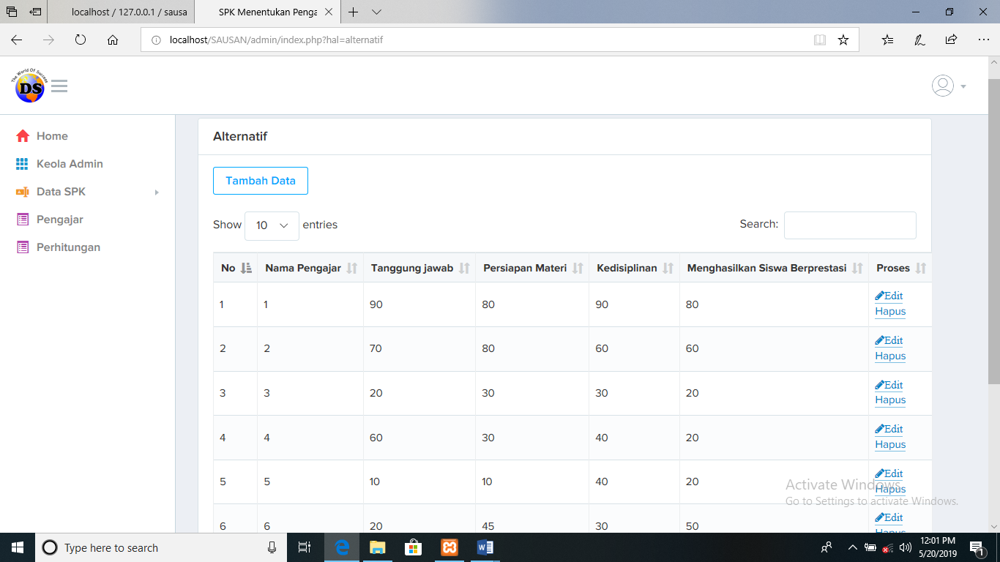 localhost / 127.0.0.1 / sausa
SPK Menentukan Penga
localhost/SAUSAN/admin/index.php?hal=alternatif
The World Of Success
DS
Home
Keola Admin
Data SPK
Pengajar
Perhitungan
Alternatif
Tambah Data
Show 10 entries
Search:
No Nama Pengajar Tanggung jawab Persiapan Materi Kedisiplinan Menghasilkan Siswa Berprestasi Proses
1 1 90 80 90 80 Edit
Hapus
2 2 70 80 60 60 Edit
Hapus
3 3 20 30 30 20 Edit
Hapus
4 4 60 30 40 20 Edit
Hapus
5 5 10 10 40 20 Edit
Hapus
6 6 20 45 30 50 Edit
Hapus
Activate Windows
Go to Settings to activate Windows.
Type here to search
12:01 PM
5/20/2019
1